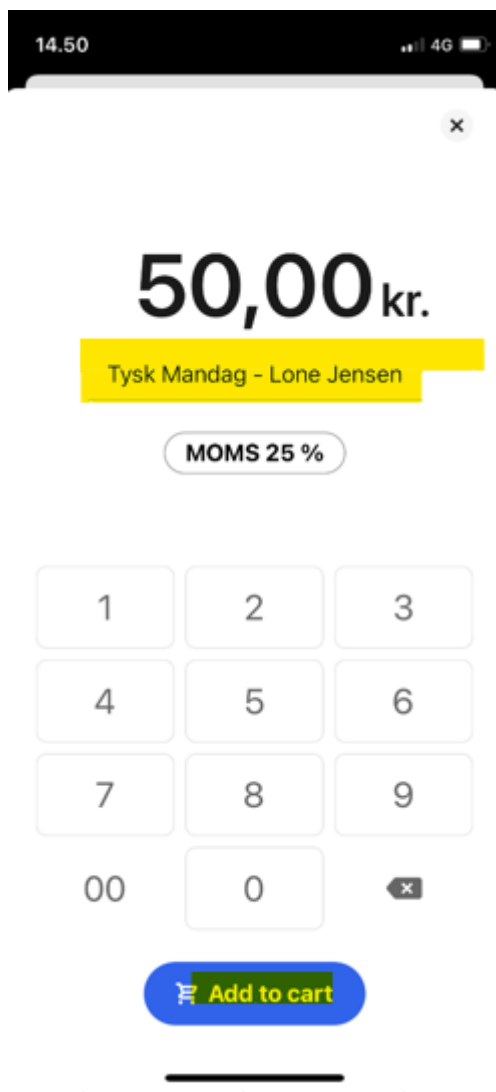 14.50 4G
×
50,00 kr.
Tysk Mandag - Lone Jensen
MOMS 25 %
1 2 3
4 5 6
7 8 9
00 0
Add to cart